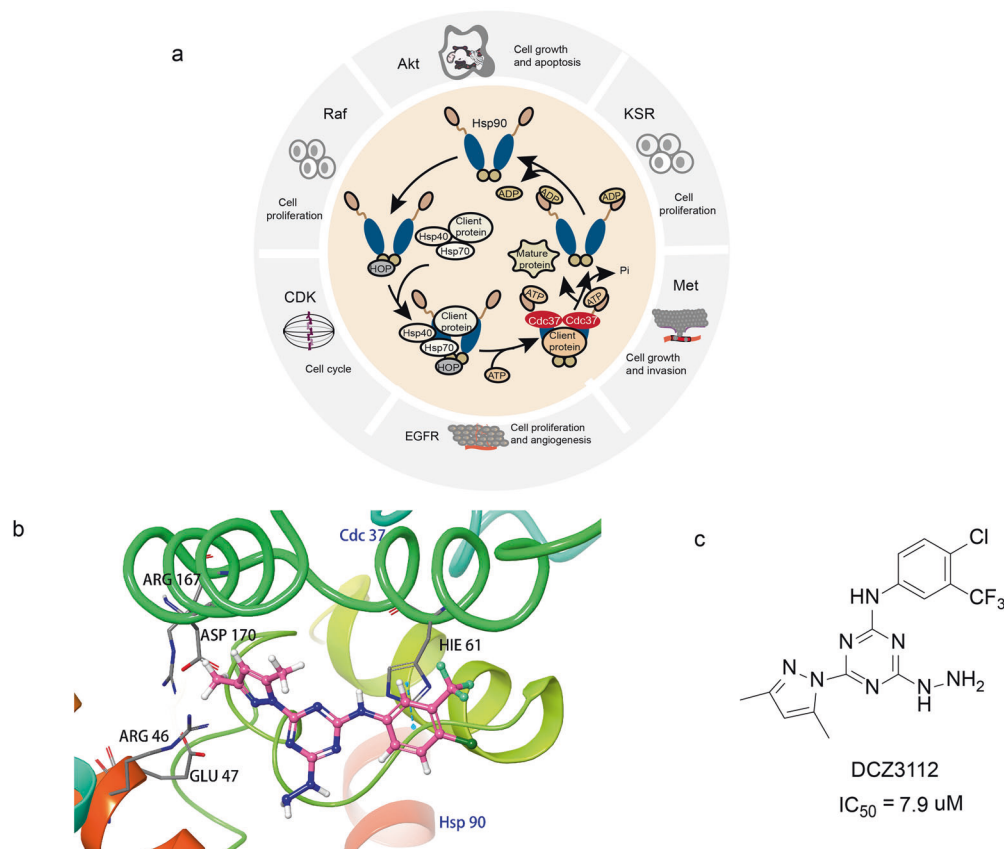 a
Akt
Cell growth
and apoptosis
Raf
Cell
proliferation
KSR
Cell
proliferation
CDK
Cell cycle
Met
Cell growth
and invasion
EGFR
Cell proliferation
and angiogenesis
Hsp90
ADP
ADP
ADP
HOP
Hsp40
Client
protein
Hsp70
Mature
protein
Pi
Client
protein
Hsp40
Hsp70
HOP
ATP
ATP
ATP
Cdc37
Cdc37
Client
protein
b
Cdc 37
ARG 167
ASP 170
HIE 61
ARG 46
GLU 47
Hsp 90
c
Cl
HN
CF3
N
N
N
N
N
N
H
NH2
DCZ3112
IC50 = 7.9 uM